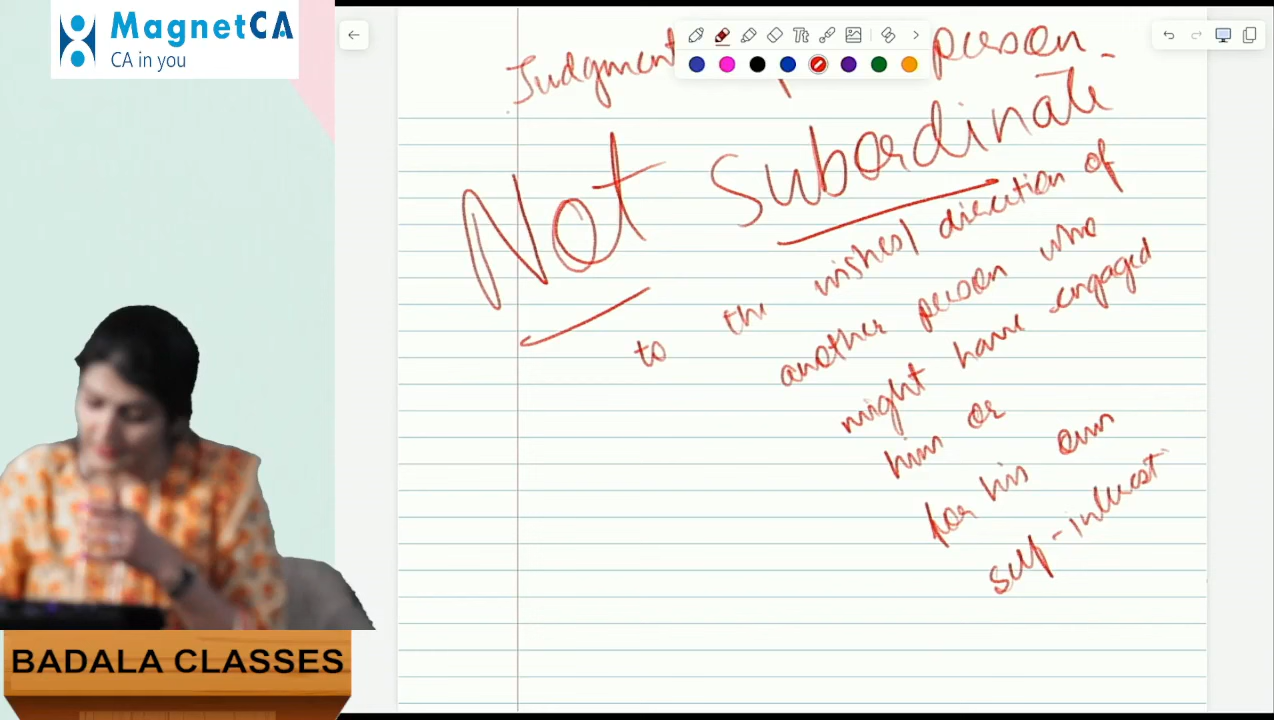 MagnetCA
CA in you
Judgment person
Not subordinati
to the wishes/ direction of
another person who
might have engaged
him or
for his own
self-interest
BADALA CLASSES